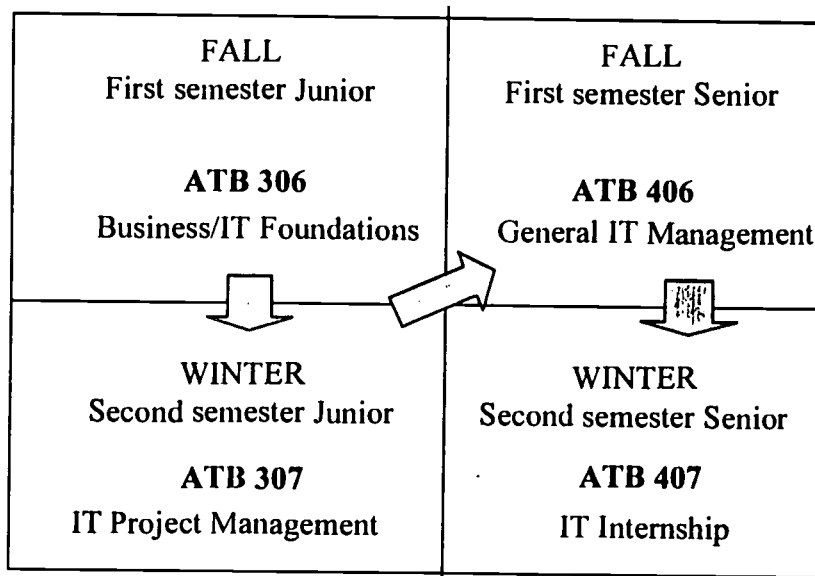 FALL
First semester Junior
ATB 306
Business/IT Foundations
WINTER
Second semester Junior
ATB 307
IT Project Management
FALL
First semester Senior
ATB 406
General IT Management
WINTER
Second semester Senior
ATB 407
IT Internship